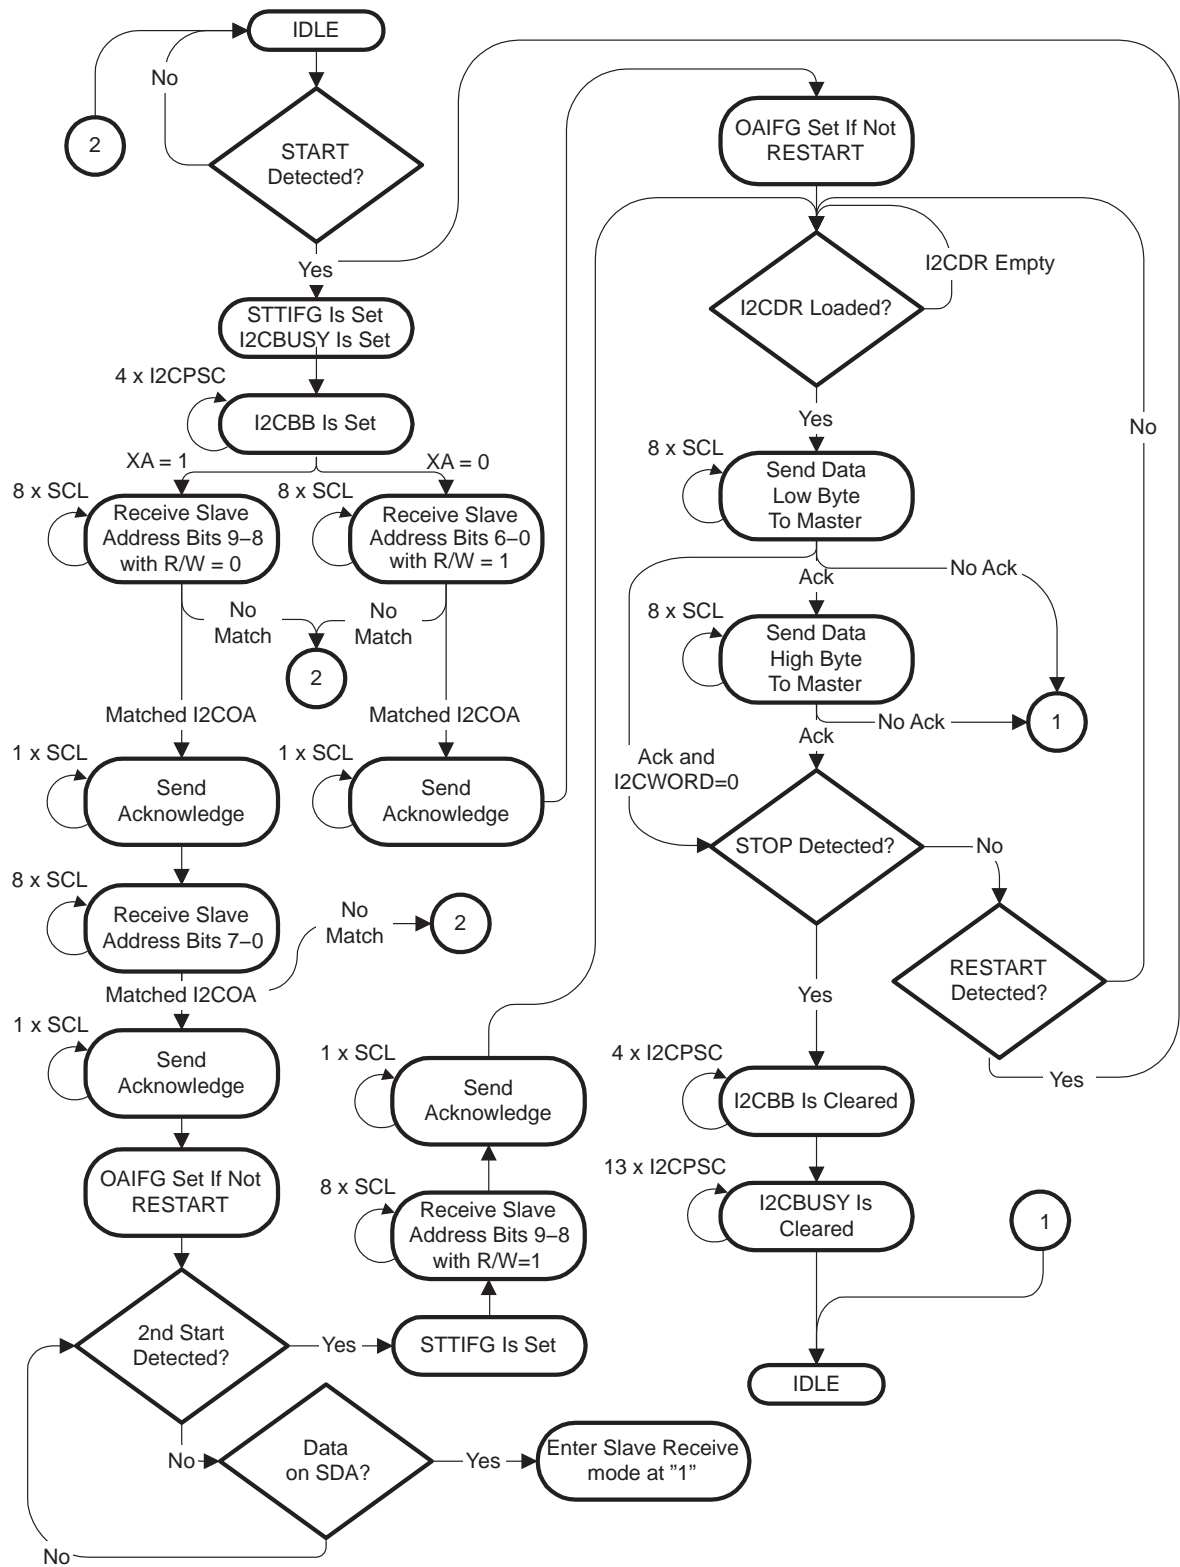 IDLE
No
2
START
Detected?
Yes
STTIFG Is Set
I2CBUSY Is Set
4 x I2CPSC
I2CBB Is Set
XA = 1
XA = 0
8 x SCL
Receive Slave
Address Bits 9–8
with R/W = 0
8 x SCL
Receive Slave
Address Bits 6–0
with R/W = 1
No
Match
No
Match
2
Matched I2COA
Matched I2COA
1 x SCL
Send
Acknowledge
1 x SCL
Send
Acknowledge
8 x SCL
Receive Slave
Address Bits 7–0
No
Match
2
Matched I2COA
1 x SCL
Send
Acknowledge
OAIFG Set If Not
RESTART
2nd Start
Detected?
Yes
STTIFG Is Set
8 x SCL
Receive Slave
Address Bits 9–8
with R/W=1
1 x SCL
Send
Acknowledge
No
Data
on SDA?
Yes
Enter Slave Receive
mode at ”1”
No
OAIFG Set If Not
RESTART
I2CDR Empty
I2CDR Loaded?
Yes
No
8 x SCL
Send Data
Low Byte
To Master
No Ack
Ack
8 x SCL
Send Data
High Byte
To Master
No Ack
1
Ack
Ack and
I2CWORD=0
STOP Detected?
No
RESTART
Detected?
Yes
Yes
4 x I2CPSC
I2CBB Is Cleared
13 x I2CPSC
I2CBUSY Is
Cleared
1
IDLE